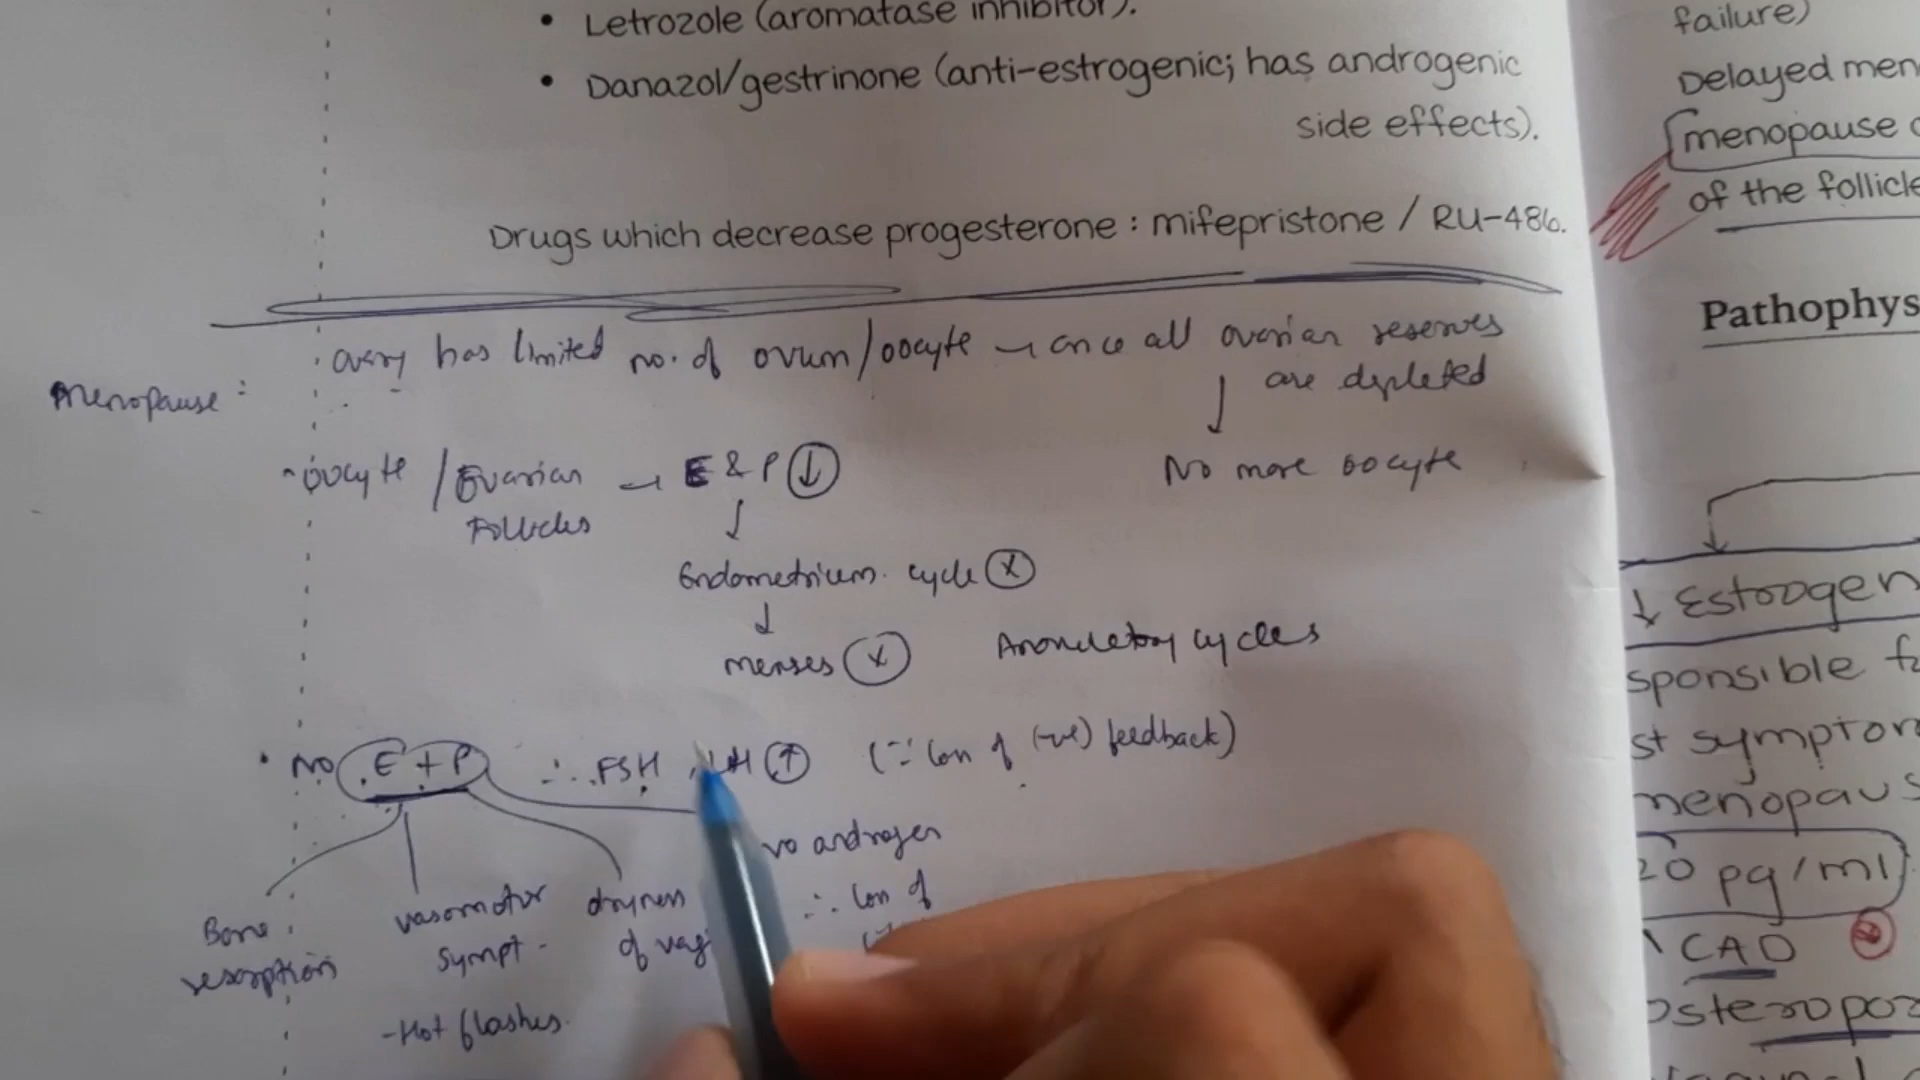 • Letrozole (aromatase inhibitor).
• Danazol/gestrinone (anti-estrogenic; has androgenic
side effects).
Drugs which decrease progesterone : mifepristone / RU-486.
menopause :
ovary has limited no. of ovum/oocyte → once all ovarian reserves
are depleted
↓
No more oocyte
oocyte / ovarian follicles → E & P ↓
↓
Endometrium cycle x
↓
menses x Anovulatory cycles
• No E + P ∴ FSH, LH ↑ (∵ loss of (-ve) feedback)
Bone resorption
vasomotor sympt -
- Hot flashes.
dryness of vag
no androgen
∴ loss of
failure)
Delayed men
menopause
of the follicle
Pathophys
↓ Estrogen
sponsible f
st symptom
menopaus
20 pg/ml
CAD
osteropor